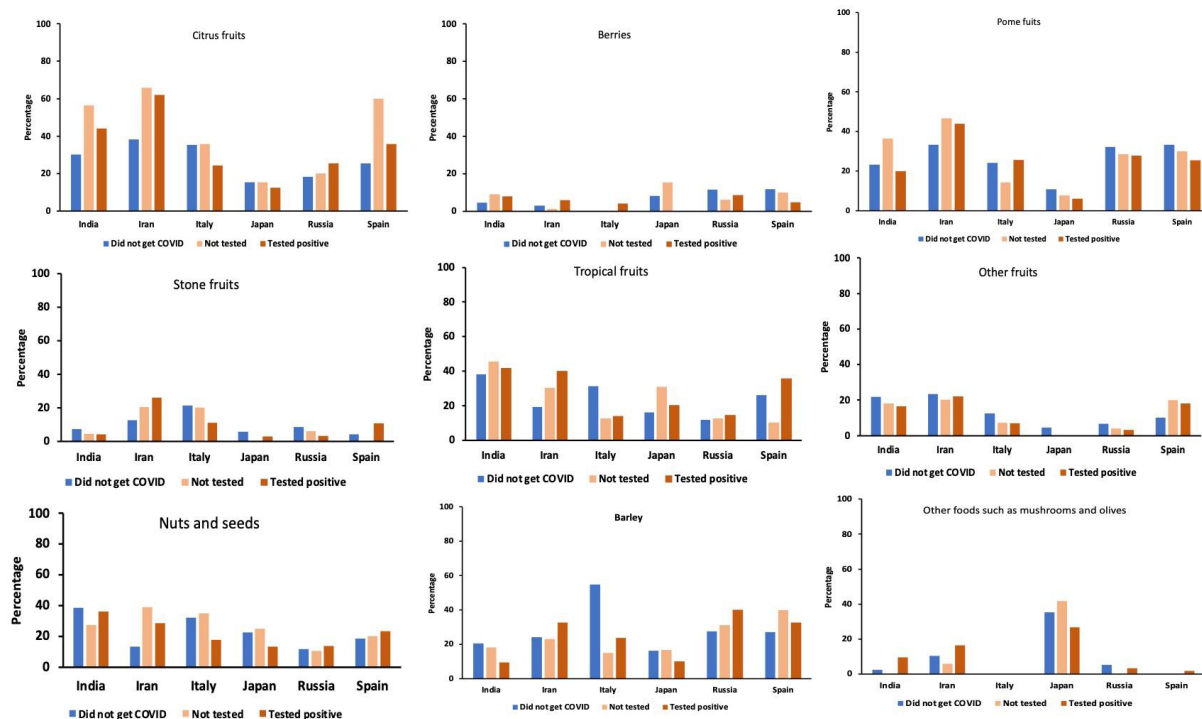 Citrus fruits
Percentage
100
80
60
40
20
0
India Iran Italy Japan Russia Spain
Did not get COVID Not tested Tested positive
Berries
Precentage
100
80
60
40
20
0
India Iran Italy Japan Russia Spain
Did not get COVID Not tested Tested positive
Pome fuits
Percentage
100
80
60
40
20
0
India Iran Italy Japan Russia Spain
Did not get COVID Not tested Tested positive
Stone fruits
Percentage
100
80
60
40
20
0
India Iran Italy Japan Russia Spain
Did not get COVID Not tested Tested positive
Tropical fruits
Percentage
100
80
60
40
20
0
India Iran Italy Japan Russia Spain
Did not get COVID Not tested Tested positive
Other fruits
Percentage
100
80
60
40
20
0
India Iran Italy Japan Russia Spain
Did not get COVID Not tested Tested positive
Nuts and seeds
Percentage
100
80
60
40
20
0
India Iran Italy Japan Russia Spain
Did not get COVID Not tested Tested positive
Barley
Percentage
100
80
60
40
20
0
India Iran Italy Japan Russia Spain
Did not get COVID Not tested Tested positive
Other foods such as mushrooms and olives
Percentage
100
80
60
40
20
0
India Iran Italy Japan Russia Spain
Did not get COVID Not tested Tested positive